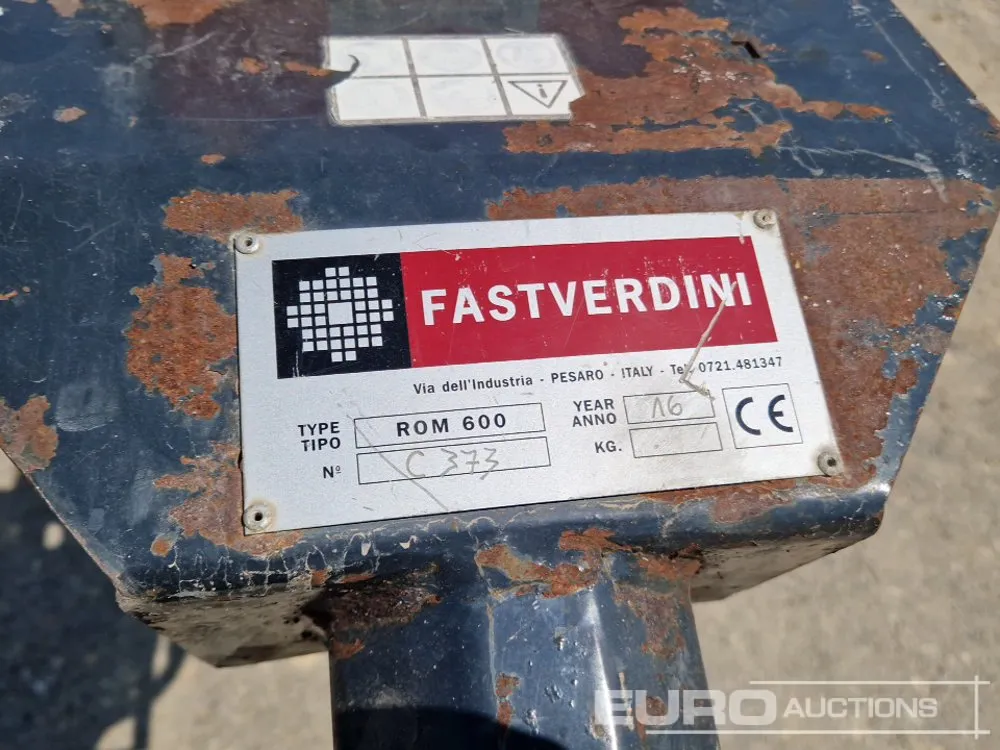 FASTVERDINI
Via dell'Industria - PESARO - ITALY - Tel. 0721.481347
TYPE TIPO ROM 600
YEAR ANNO 16
Nº C 373
KG.
CE
EURO AUCTIONS